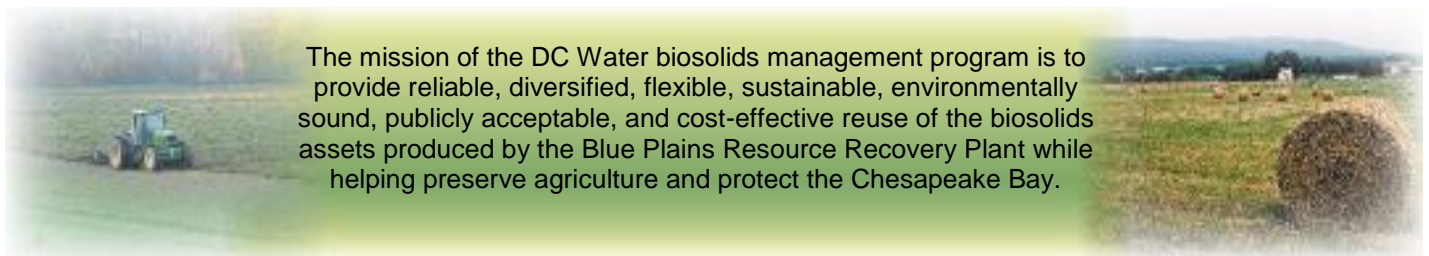 The mission of the DC Water biosolids management program is to
provide reliable, diversified, flexible, sustainable, environmentally
sound, publicly acceptable, and cost-effective reuse of the biosolids
assets produced by the Blue Plains Resource Recovery Plant while
helping preserve agriculture and protect the Chesapeake Bay.